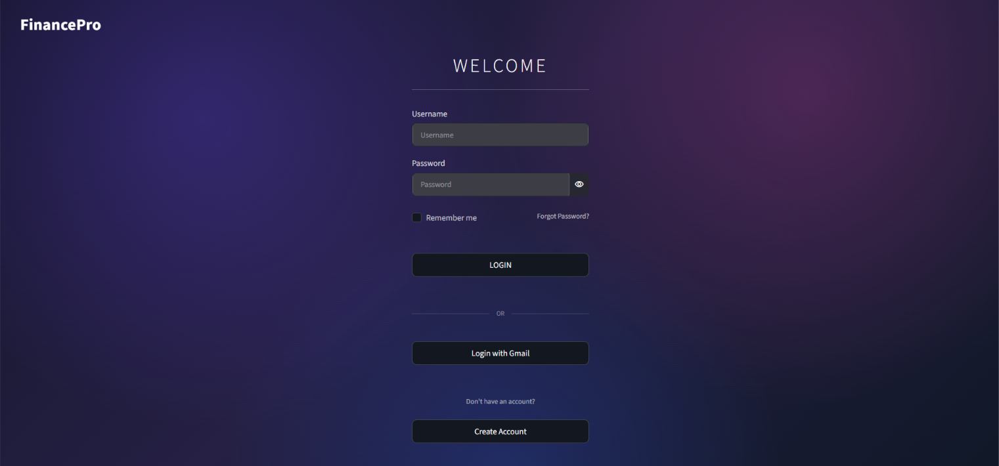 FinancePro
WELCOME
Username
Username
Password
Password
Remember me
Forgot Password?
LOGIN
OR
Login with Gmail
Don't have an account?
Create Account